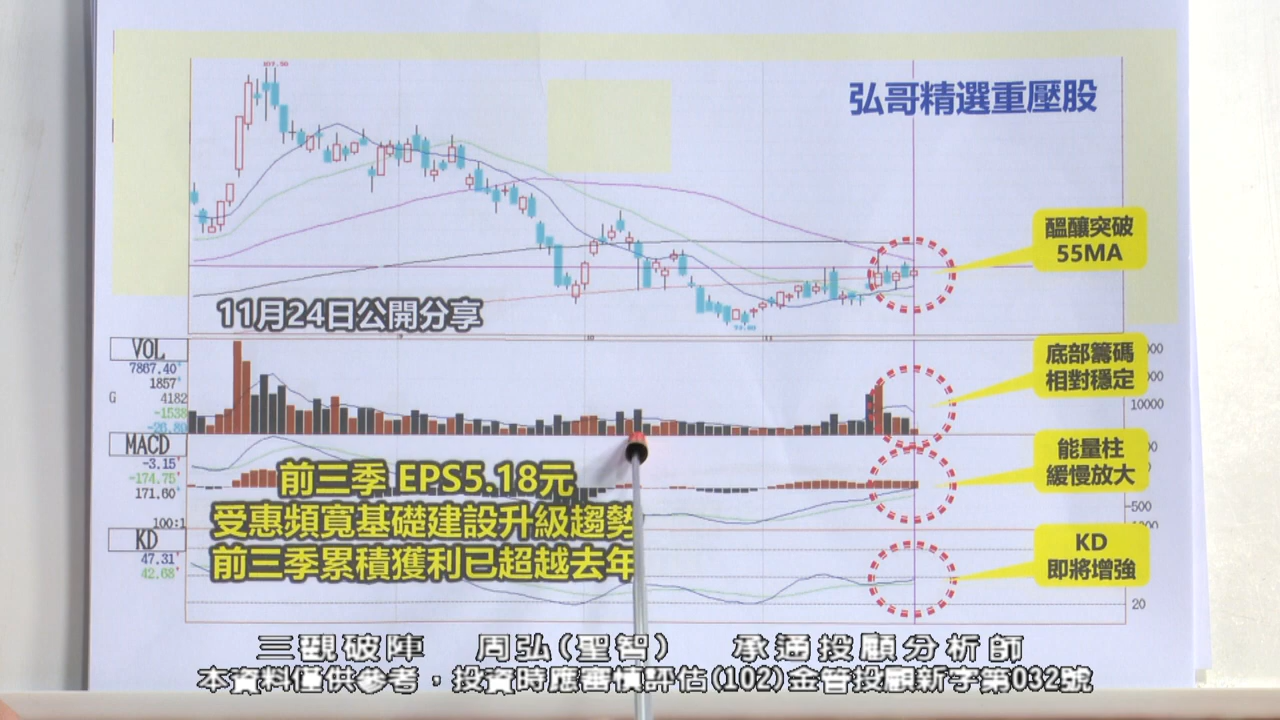 弘哥精選重壓股
醞釀突破
55MA
11月24日公開分享
VOL
7867.40
1857
G 4182
底部籌碼
相對穩定
10000
MACD
-3.15
-174.75
171.60
能量柱
緩慢放大
500
前三季 EPS5.18元
受惠頻寬基礎建設升級趨勢
前三季累積獲利已超越去年
100:1
KD
47.31
42.68
KD
即將增強
20
三觀破陣 周弘(聖智) 承通投顧分析師
本資料僅供參考，投資時應審慎評估(102)金管投顧新字第032號